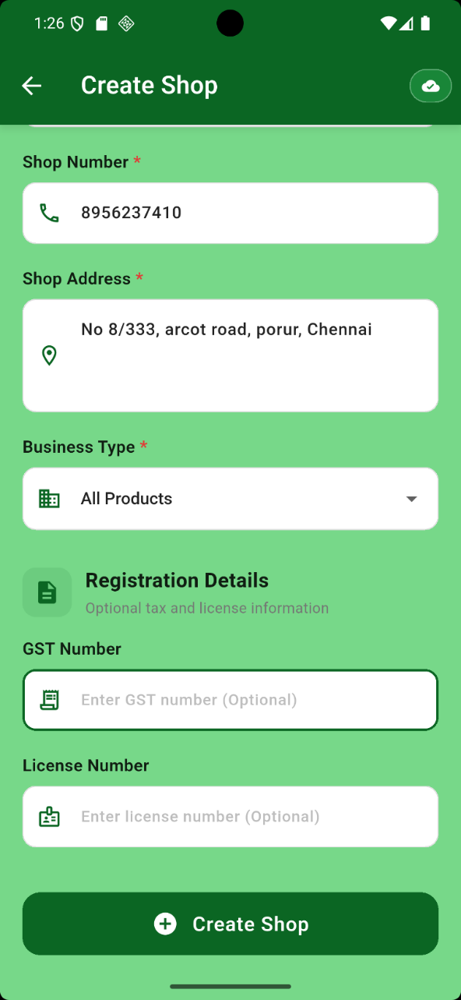 1:26
Create Shop
Shop Number *
8956237410
Shop Address *
No 8/333, arcot road, porur, Chennai
Business Type *
All Products
Registration Details
Optional tax and license information
GST Number
Enter GST number (Optional)
License Number
Enter license number (Optional)
Create Shop